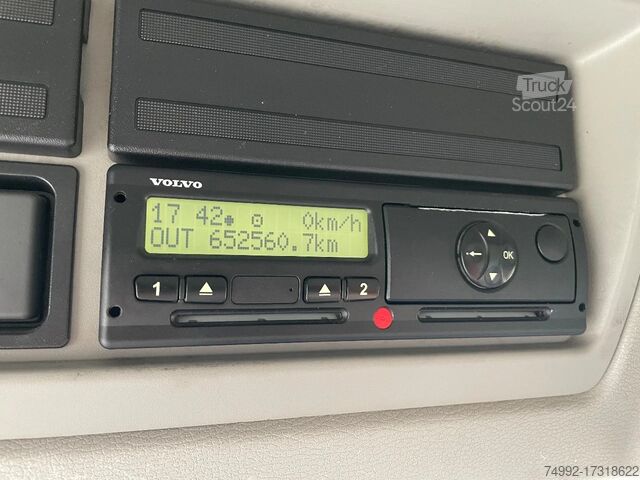 Truck
Scout24
VOLVO
17 42 0km/h
OUT 652560.7km
1 2
OK
74992-17318622